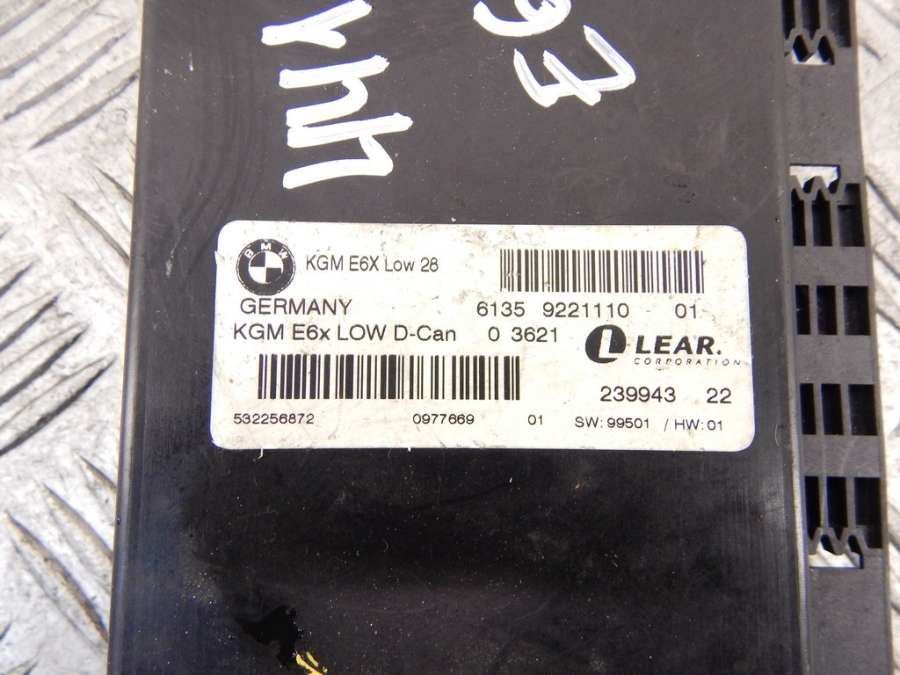 BMW
KGM E6X Low 28
GERMANY 6135 9221110 - 01
KGM E6x LOW D-Can 0 3621
L LEAR.
CORPORATION
239943 22
532256872 0977669 01 SW: 99501 / HW: 01